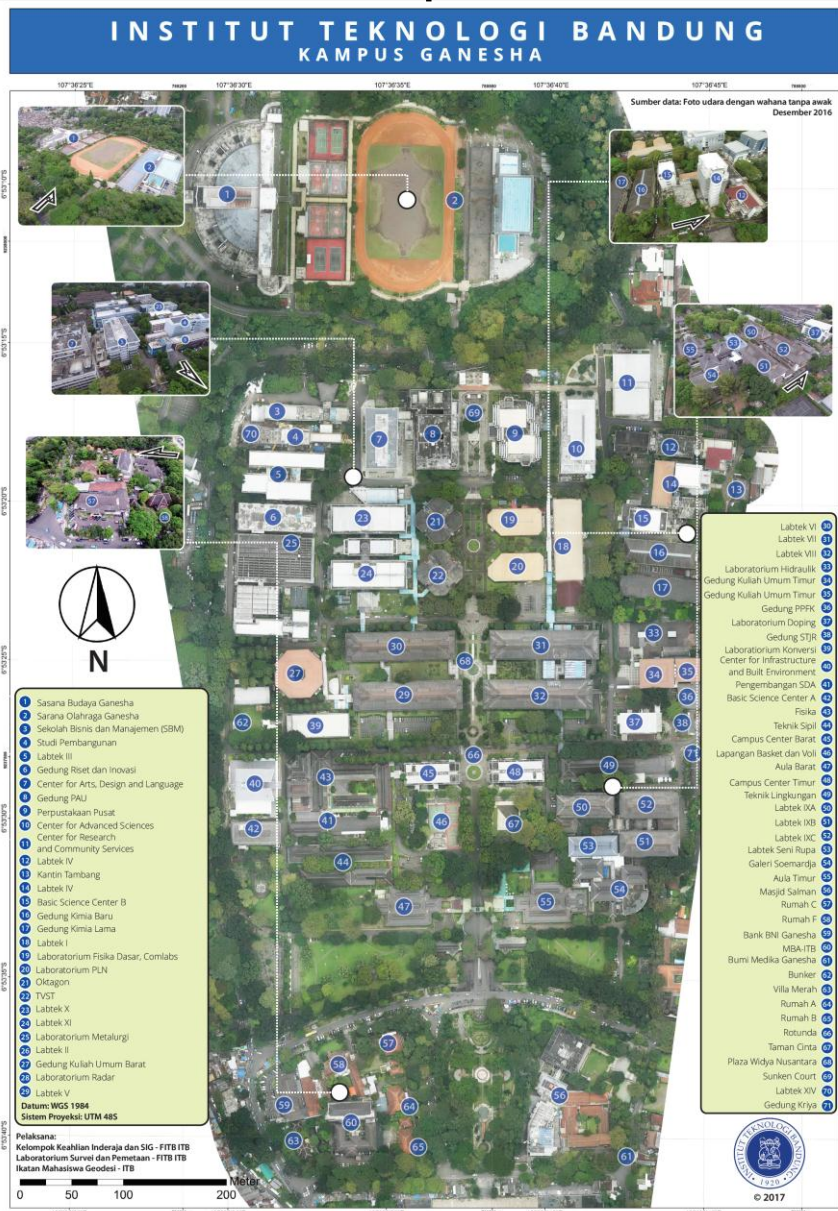 INSTITUT TEKNOLOGI BANDUNG
KAMPUS GANESHA
107°36'25"E
107°36'30"E
107°36'35"E
107°36'40"E
107°36'45"E
Sumber data: Foto udara dengan wahana tanpa awak
Desember 2016
6°53'10"S
6°53'15"S
6°53'20"S
6°53'25"S
6°53'30"S
6°53'35"S
6°53'40"S
N
1 Sasana Budaya Ganesha
2 Sarana Olahraga Ganesha
3 Sekolah Bisnis dan Manajemen (SBM)
4 Studi Pembangunan
5 Labtek III
6 Gedung Riset dan Inovasi
7 Center for Arts, Design and Language
8 Gedung PAU
9 Perpustakaan Pusat
10 Center for Advanced Sciences
11 Center for Research
and Community Services
12 Labtek IV
13 Kantin Tambang
14 Labtek IV
15 Basic Science Center B
16 Gedung Kimia Baru
17 Gedung Kimia Lama
18 Labtek I
19 Laboratorium Fisika Dasar, Comlabs
20 Laboratorium PLN
21 Oktagon
22 TVST
23 Labtek X
24 Labtek XI
25 Laboratorium Metalurgi
26 Labtek II
27 Gedung Kuliah Umum Barat
28 Laboratorium Radar
29 Labtek V
Datum: WGS 1984
Sistem Proyeksi: UTM 48S
Labtek VI 30
Labtek VII 31
Labtek VIII 32
Laboratorium Hidraulik 33
Gedung Kuliah Umum Timur 34
Gedung Kuliah Umum Timur 35
Gedung PPFK 36
Laboratorium Doping 37
Gedung STJR 38
Laboratiorium Konversi 39
Center for Infrastructure
and Built Environment 40
Pengembangan SDA 41
Basic Science Center A 42
Fisika 43
Teknik Sipil 44
Campus Center Barat 45
Lapangan Basket dan Voli 46
Aula Barat 47
Campus Center Timur 48
Teknik Lingkungan 49
Labtek IXA 50
Labtek IXB 51
Labtek IXC 52
Labtek Seni Rupa 53
Galeri Soemardja 54
Aula Timur 55
Masjid Salman 56
Rumah C 57
Rumah F 58
Bank BNI Ganesha 59
MBA-ITB 60
Bumi Medika Ganesha 61
Bunker 62
Villa Merah 63
Rumah A 64
Rumah B 65
Rotunda 66
Taman Cinta 67
Plaza Widya Nusantara 68
Sunken Court 69
Labtek XIV 70
Gedung Kriya 71
Pelaksana:
Kelompok Keahlian Inderaja dan SIG - FITB ITB
Laboratorium Survei dan Pemetaan - FITB ITB
Ikatan Mahasiswa Geodesi - ITB
Meter
0 50 100 200
INSTITUT TEKNOLOGI BANDUNG
1920
© 2017